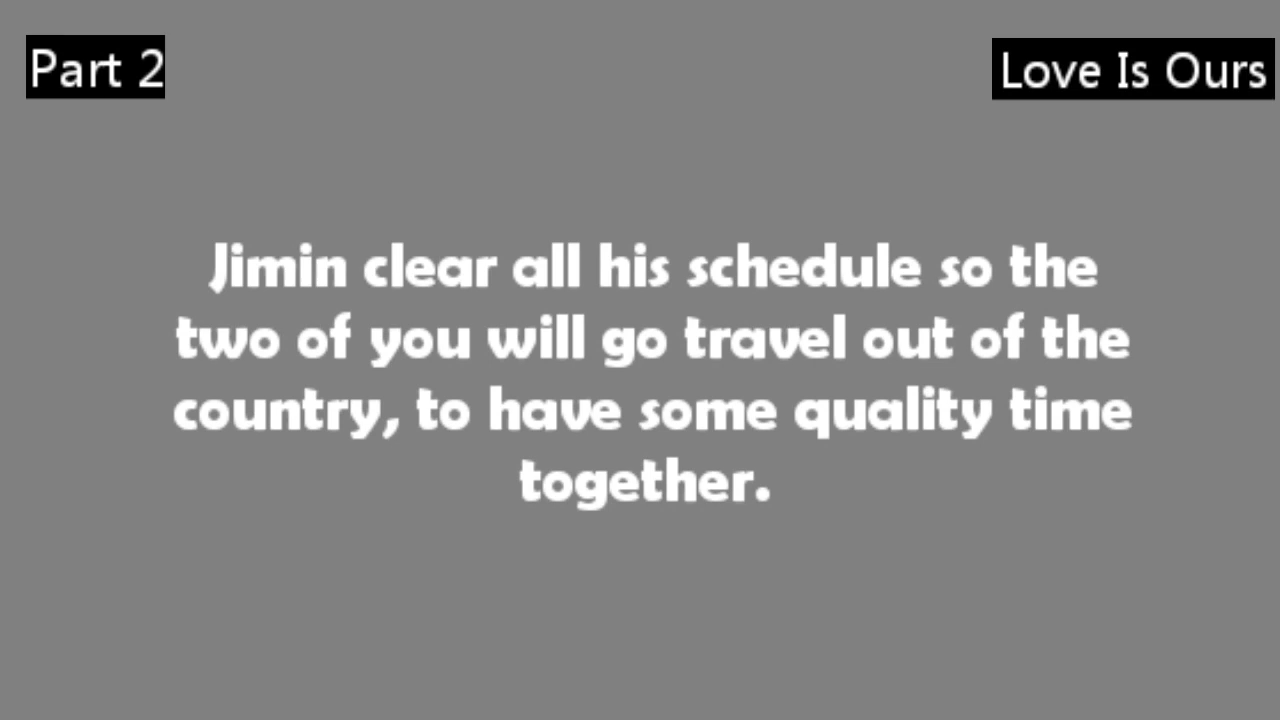 Part 2
Love Is Ours
Jimin clear all his schedule so the
two of you will go travel out of the
country, to have some quality time
together.